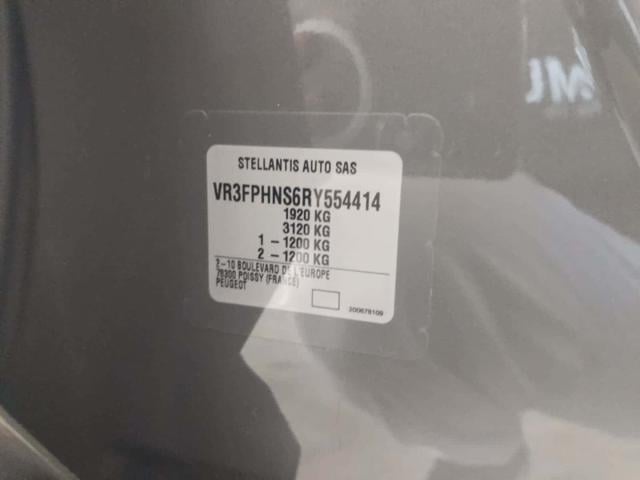 STELLANTIS AUTO SAS
VR3FPHNS6RY554414
1920 KG
3120 KG
1 - 1200 KG
2 - 1200 KG
2-10 BOULEVARD DE L'EUROPE
78300 POISSY (FRANCE)
PEUGEOT
200678109